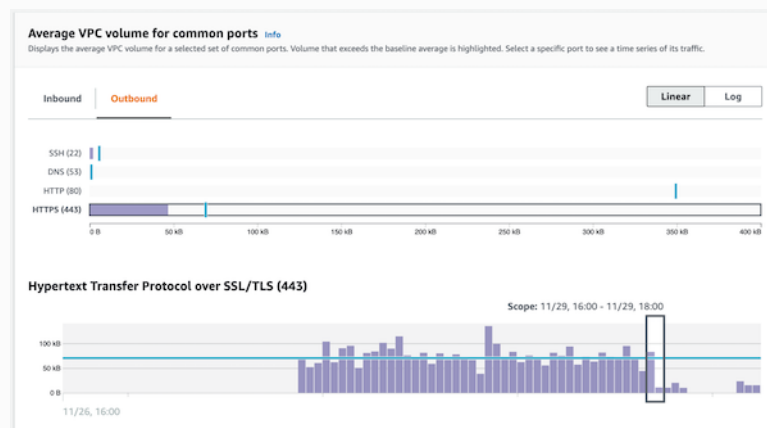 Average VPC volume for common ports Info
Displays the average VPC volume for a selected set of common ports. Volume that exceeds the baseline average is highlighted. Select a specific port to see a time series of its traffic.
Inbound Outbound Linear Log
SSH (22)
DNS (53)
HTTP (80)
HTTPS (443)
0 B 50 kB 100 kB 150 kB 200 kB 250 kB 300 kB 350 kB 400 kB
Hypertext Transfer Protocol over SSL/TLS (443)
Scope: 11/29, 16:00 - 11/29, 18:00
100 kB
50 kB
0 B
11/26, 16:00